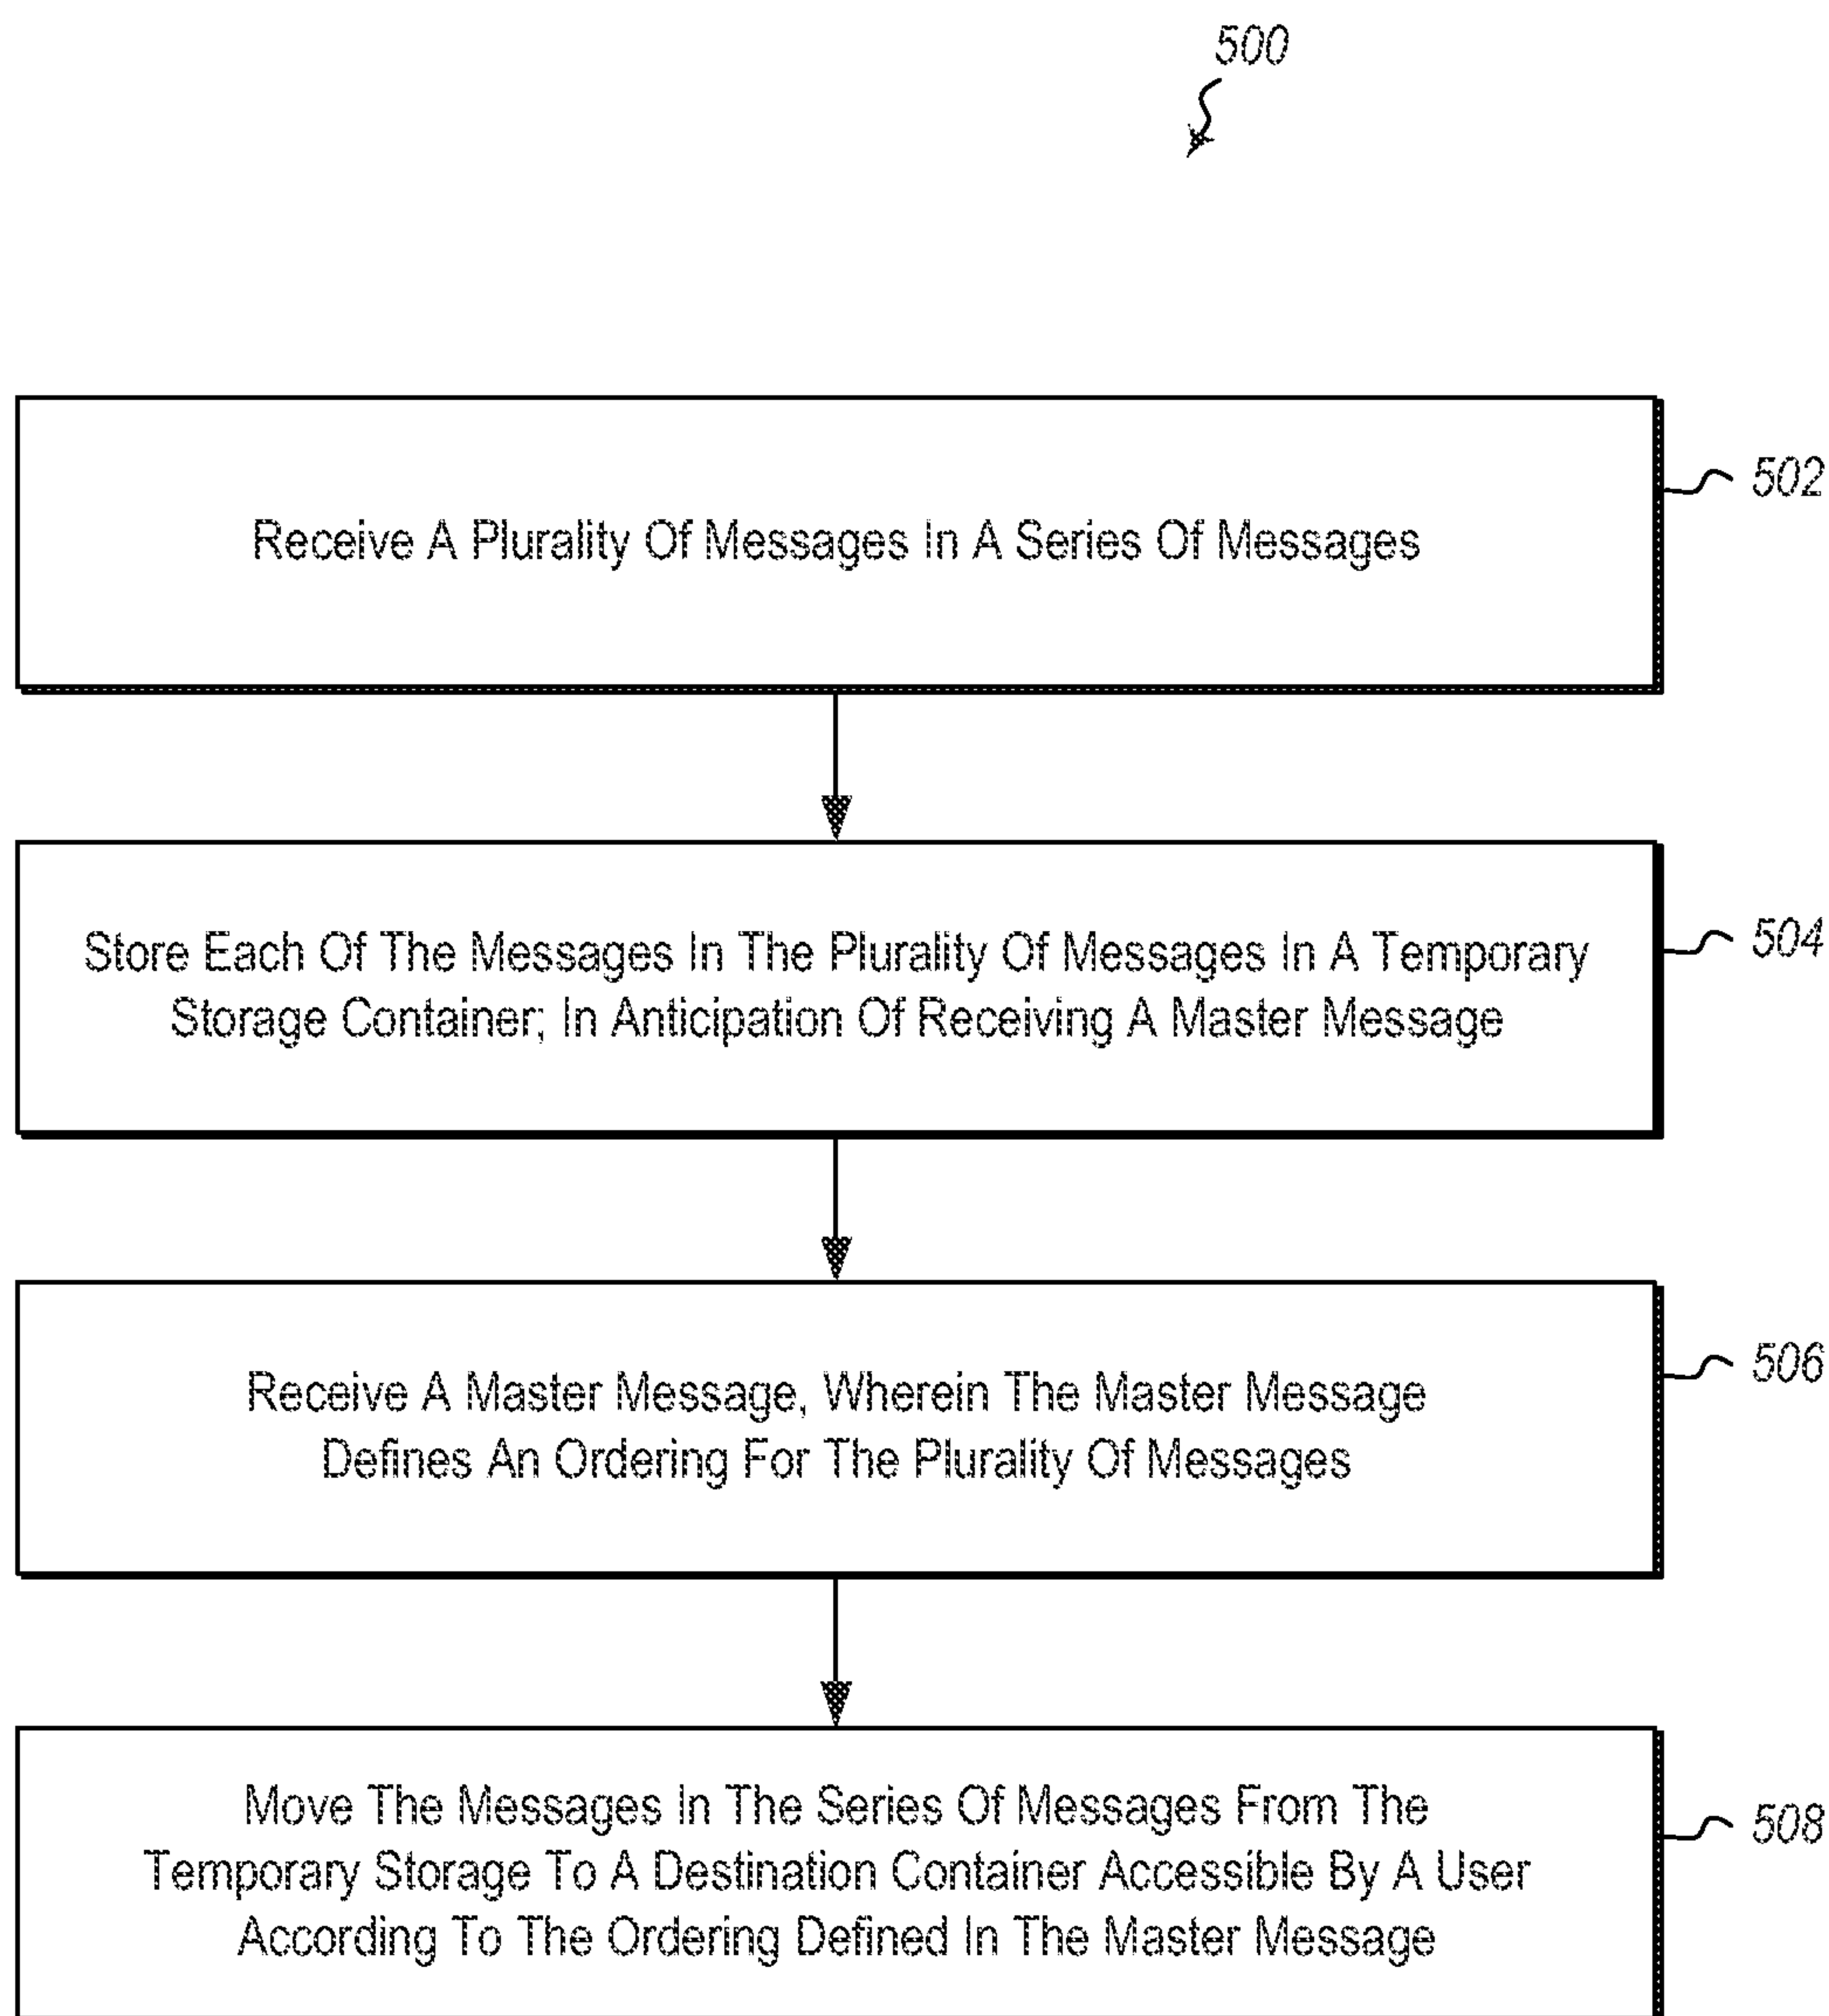 500
Receive A Plurality Of Messages In A Series Of Messages
502
Store Each Of The Messages In The Plurality Of Messages In A Temporary
Storage Container; In Anticipation Of Receiving A Master Message
504
Receive A Master Message, Wherein The Master Message
Defines An Ordering For The Plurality Of Messages
506
Move The Messages In The Series Of Messages From The
Temporary Storage To A Destination Container Accessible By A User
According To The Ordering Defined In The Master Message
508